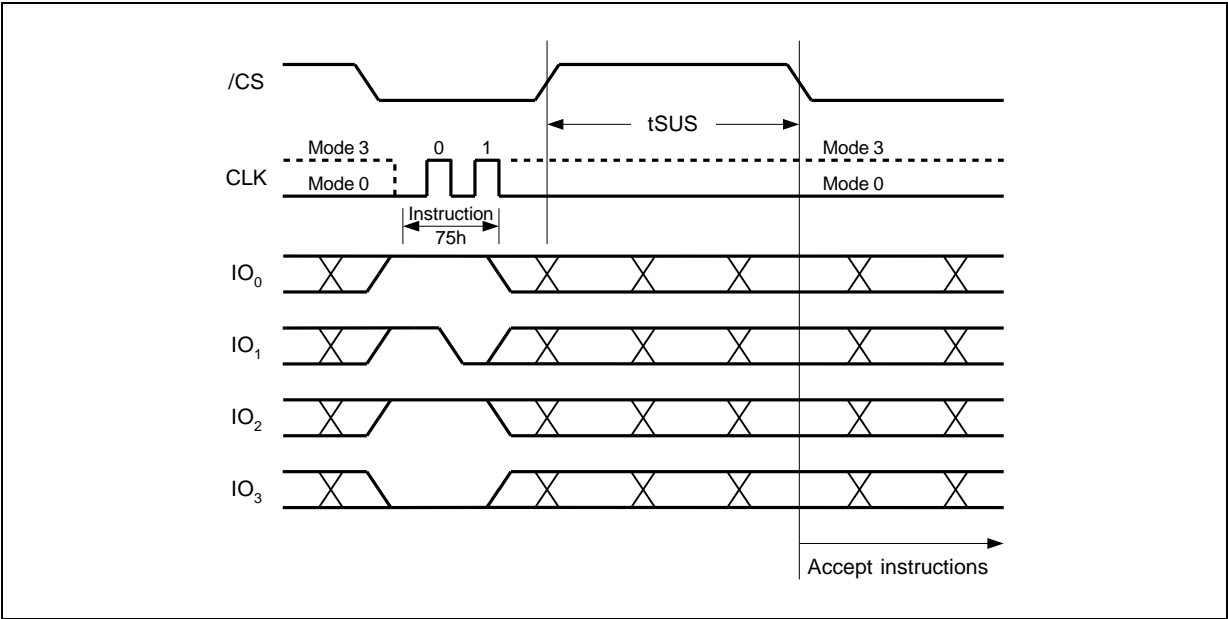 /CS
tSUS
Mode 3 0 1 Mode 3
CLK
Mode 0 Mode 0
Instruction
75h
IO0
IO1
IO2
IO3
Accept instructions